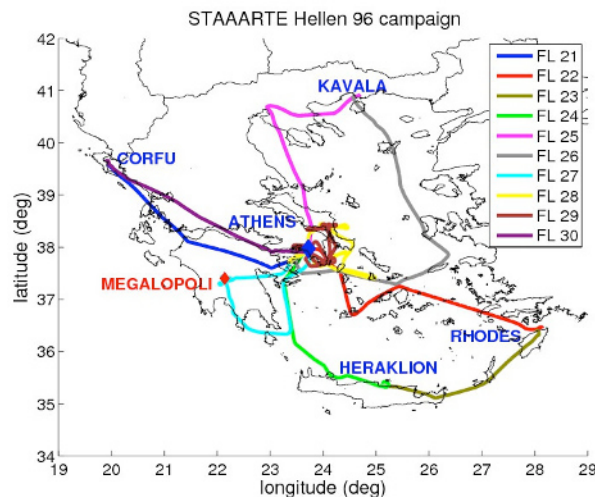 STAAARTE Hellen 96 campaign
42
41
40
39
38
37
36
35
34
latitude (deg)
KAVALA
CORFU
ATHENS
MEGALOPOLI
RHODES
HERAKLION
FL 21
FL 22
FL 23
FL 24
FL 25
FL 26
FL 27
FL 28
FL 29
FL 30
19 20 21 22 23 24 25 26 27 28 29
longitude (deg)